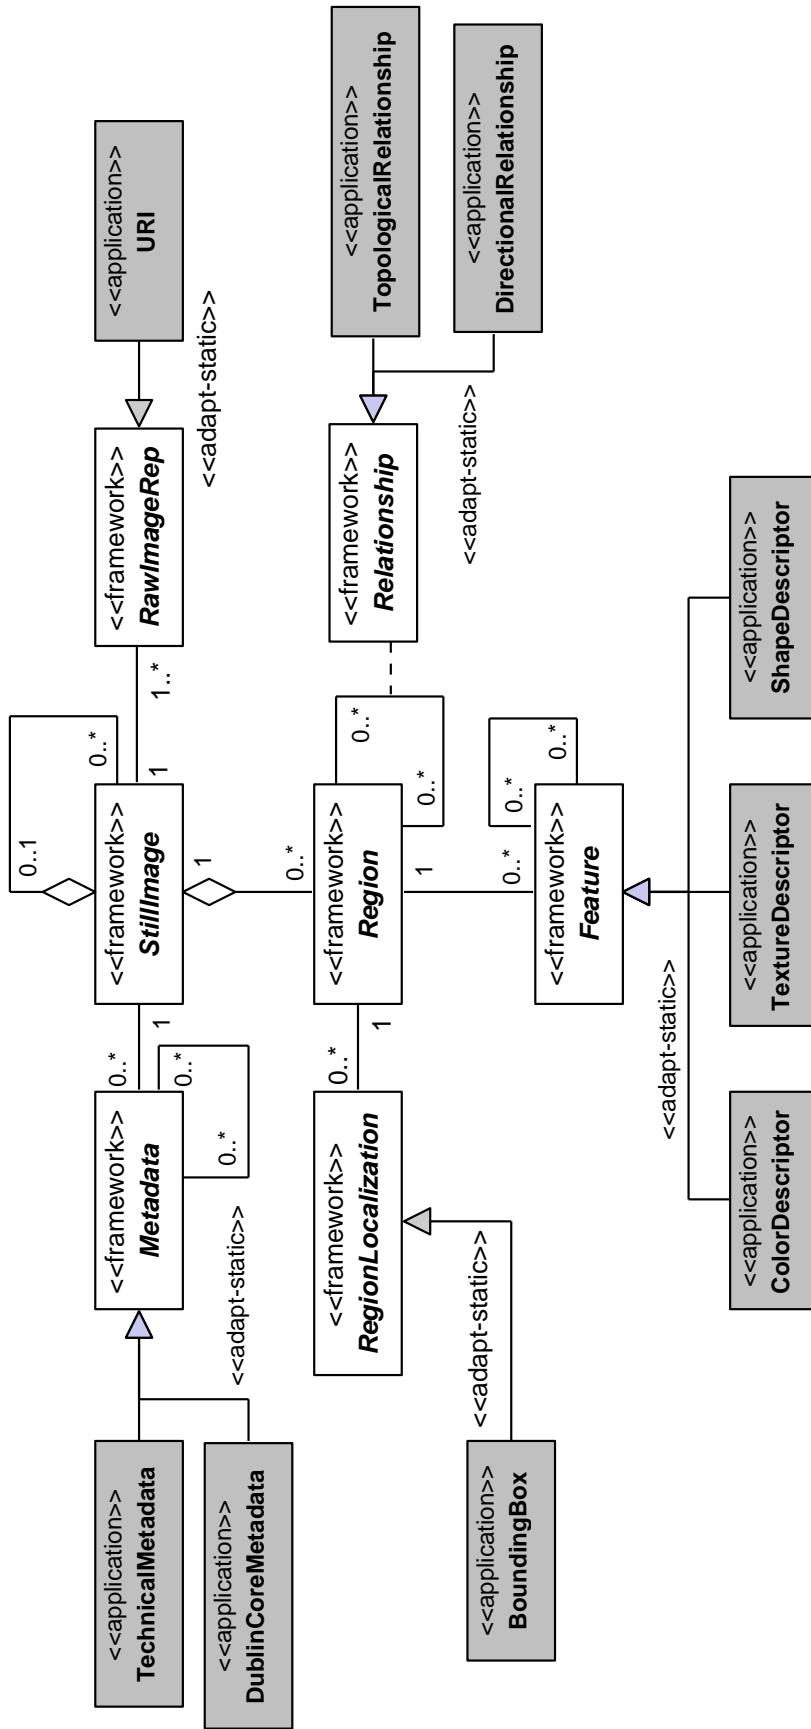 <<application>>
TechnicalMetadata
<<application>>
DublinCoreMetadata
<<adapt-static>>
<<framework>>
Metadata
0..*
0..*
0..*
1
<<framework>>
StillImage
0..1
0..*
1
1
1..*
<<framework>>
RawImageRep
<<adapt-static>>
<<application>>
URI
<<framework>>
RegionLocalization
0..*
1
<<framework>>
Region
0..*
0..*
0..*
1
<<framework>>
Relationship
<<adapt-static>>
<<application>>
TopologicalRelationship
<<application>>
DirectionalRelationship
<<application>>
BoundingBox
<<adapt-static>>
<<framework>>
Feature
0..*
0..*
0..*
<<adapt-static>>
<<application>>
ColorDescriptor
<<application>>
TextureDescriptor
<<application>>
ShapeDescriptor